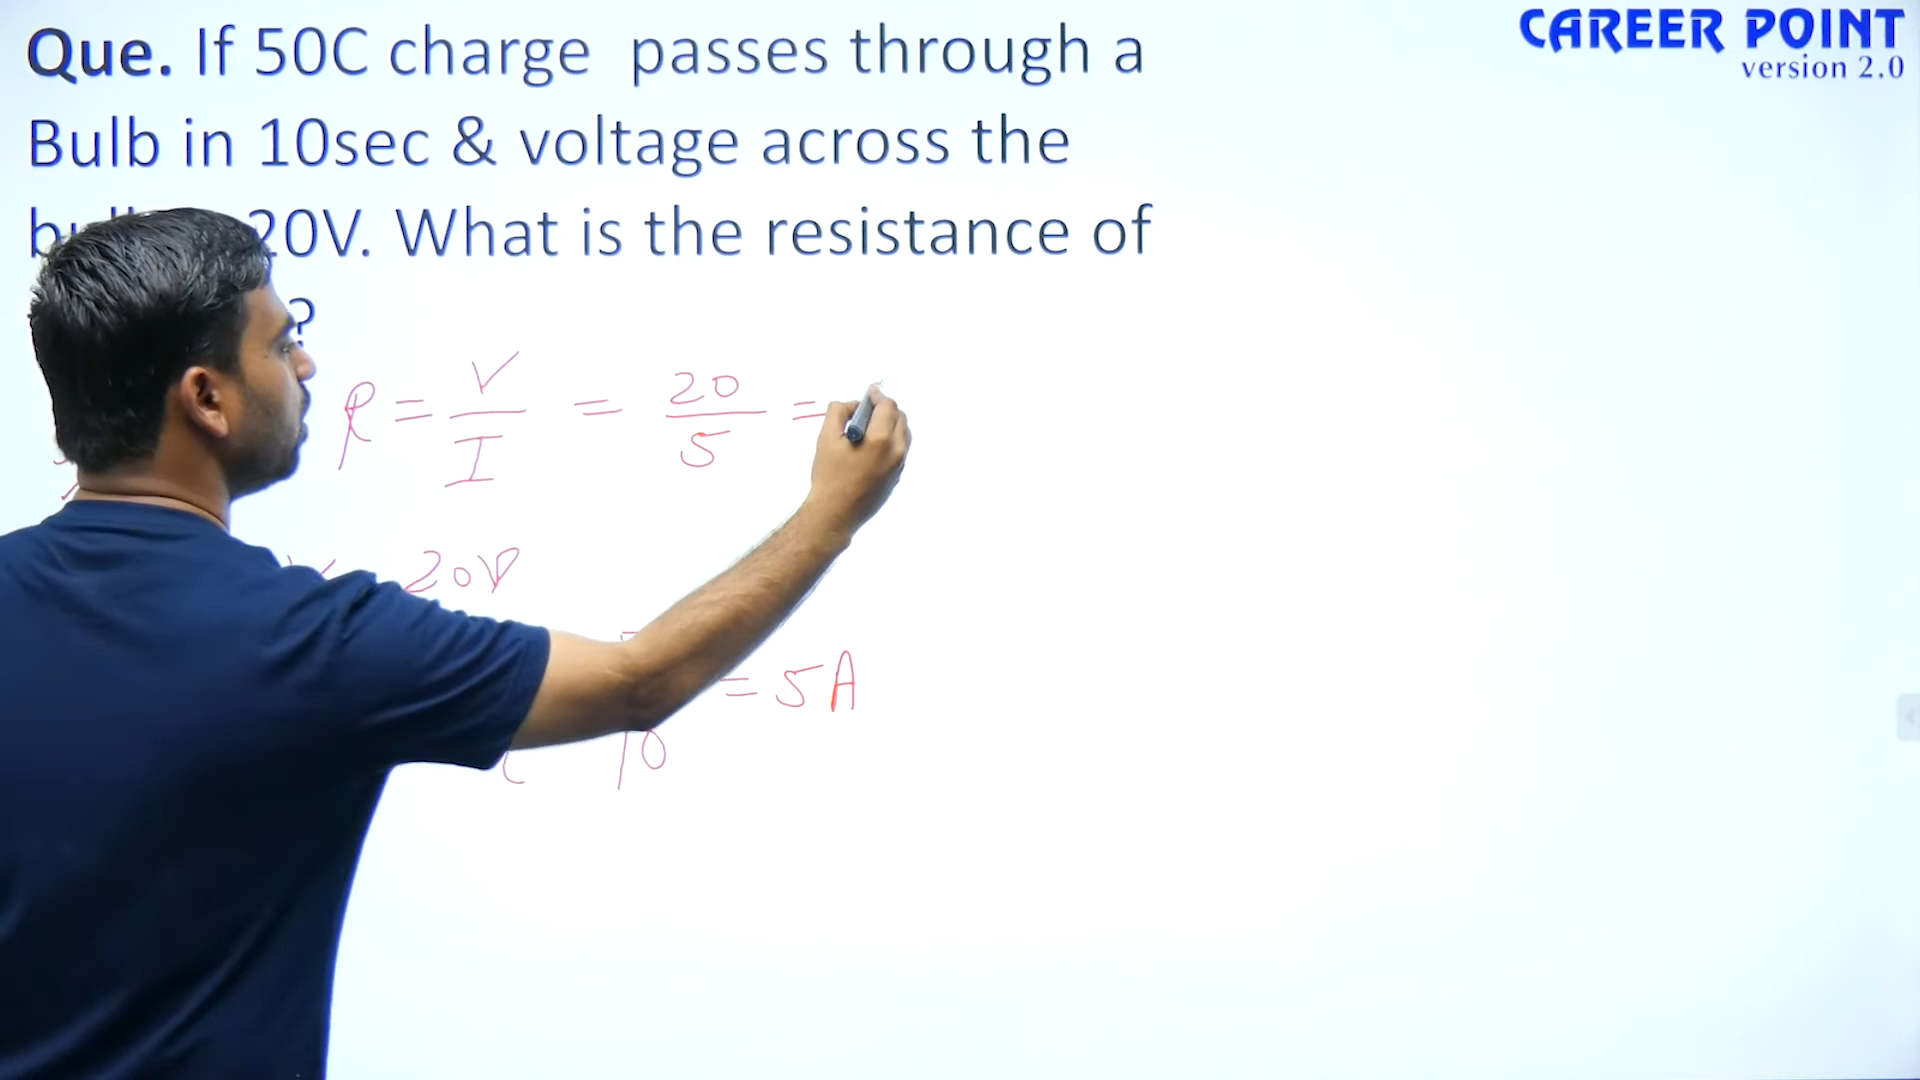 Que. If 50C charge passes through a
Bulb in 10sec & voltage across the
20V. What is the resistance of
?
CAREER POINT
version 2.0
R = V/I = 20/5 =
20V
= 5A
10